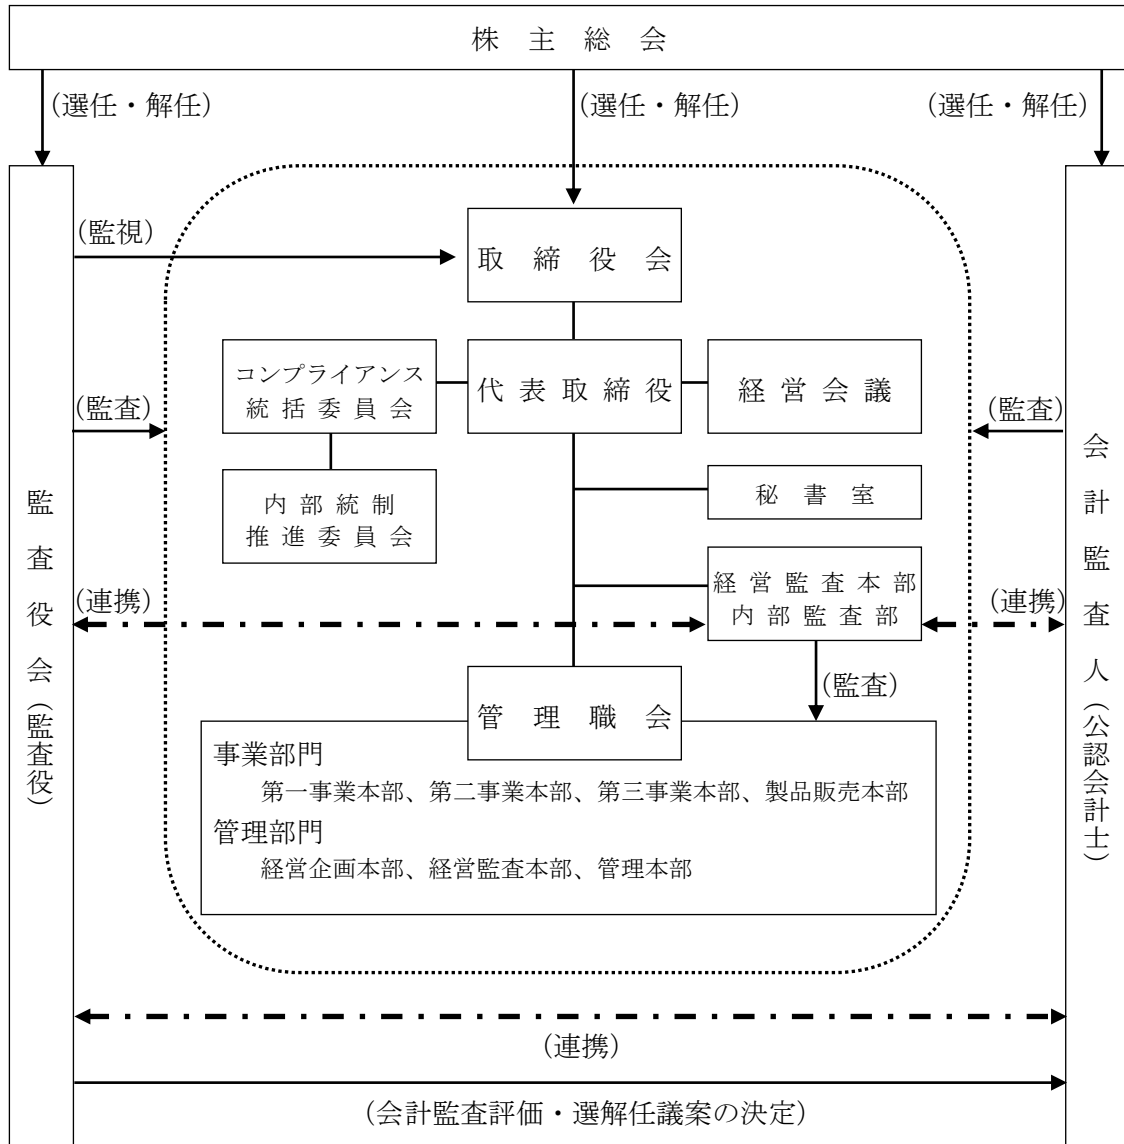 株主総会
(選任・解任)
(選任・解任)
(選任・解任)
(監視)
取締役会
コンプライアンス
統括委員会
代表取締役
経営会議
(監査)
(監査)
内部統制
推進委員会
秘書室
経営監査本部
内部監査部
(連携)
(連携)
(監査)
管理職会
事業部門
第一事業本部、第二事業本部、第三事業本部、製品販売本部
管理部門
経営企画本部、経営監査本部、管理本部
監査役会(監査役)
会計監査人(公認会計士)
(連携)
(会計監査評価・選解任議案の決定)